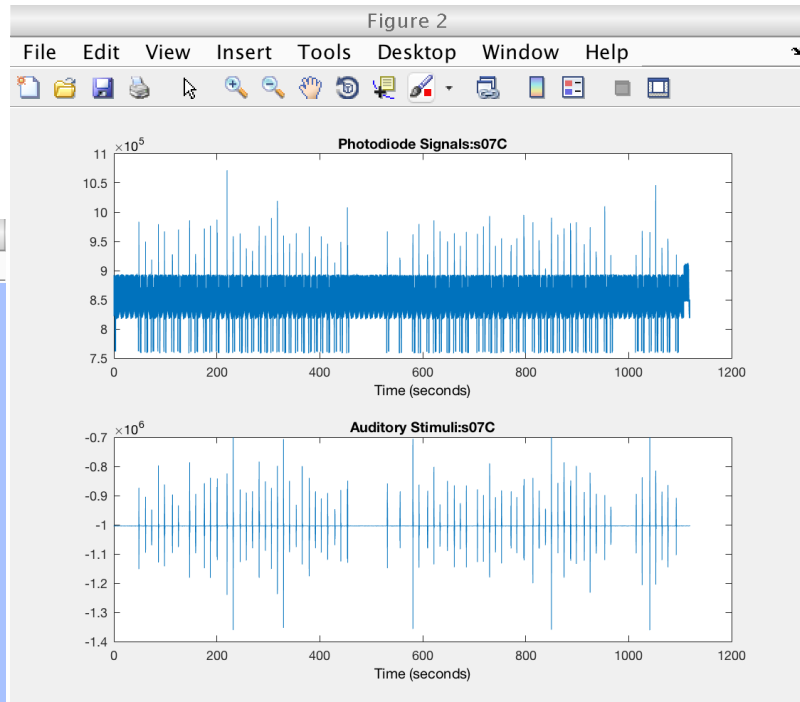 Figure 2
File Edit View Insert Tools Desktop Window Help
Photodiode Signals:s07C
×10^5
11
10.5
10
9.5
9
8.5
8
7.5
0 200 400 600 800 1000 1200
Time (seconds)
Auditory Stimuli:s07C
×10^6
-0.7
-0.8
-0.9
-1
-1.1
-1.2
-1.3
-1.4
0 200 400 600 800 1000 1200
Time (seconds)